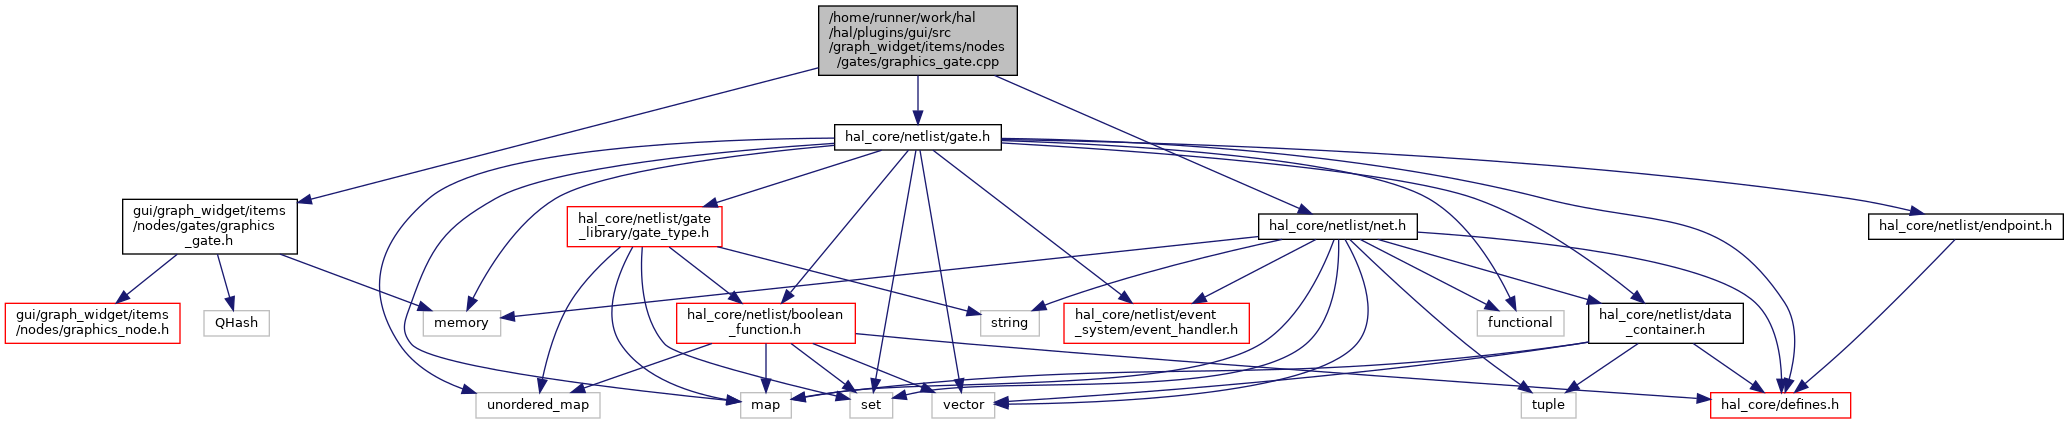 /home/runner/work/hal
/hal/plugins/gui/src
/graph_widget/items/nodes
/gates/graphics_gate.cpp
hal_core/netlist/gate.h
gui/graph_widget/items
/nodes/gates/graphics
_gate.h
hal_core/netlist/gate
_library/gate_type.h
hal_core/netlist/net.h
hal_core/netlist/endpoint.h
gui/graph_widget/items
/nodes/graphics_node.h
QHash
memory
hal_core/netlist/boolean
_function.h
string
hal_core/netlist/event
_system/event_handler.h
functional
hal_core/netlist/data
_container.h
unordered_map
map
set
vector
tuple
hal_core/defines.h